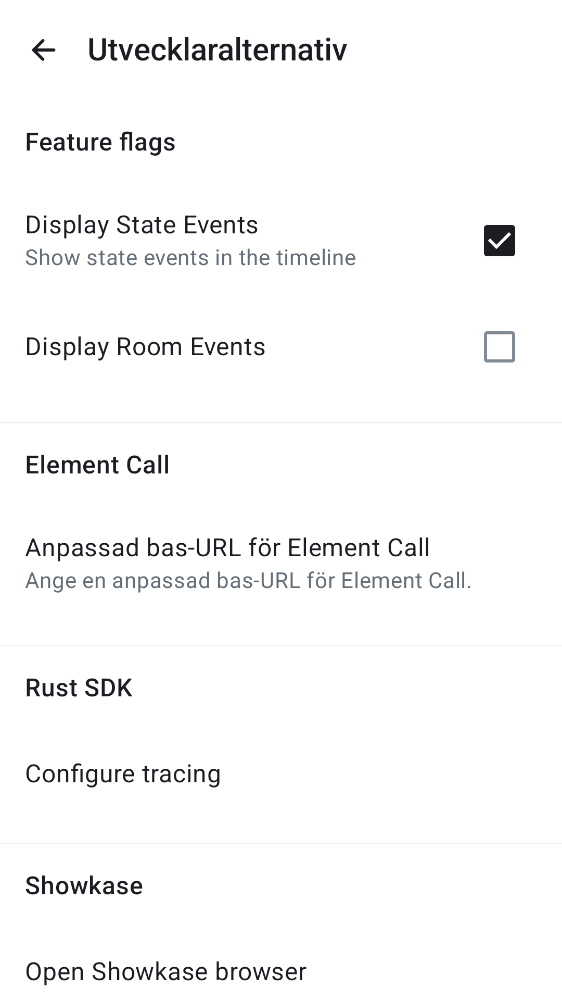 Utvecklaralternativ
Feature flags
Display State Events
Show state events in the timeline
Display Room Events
Element Call
Anpassad bas-URL för Element Call
Ange en anpassad bas-URL för Element Call.
Rust SDK
Configure tracing
Showkase
Open Showkase browser